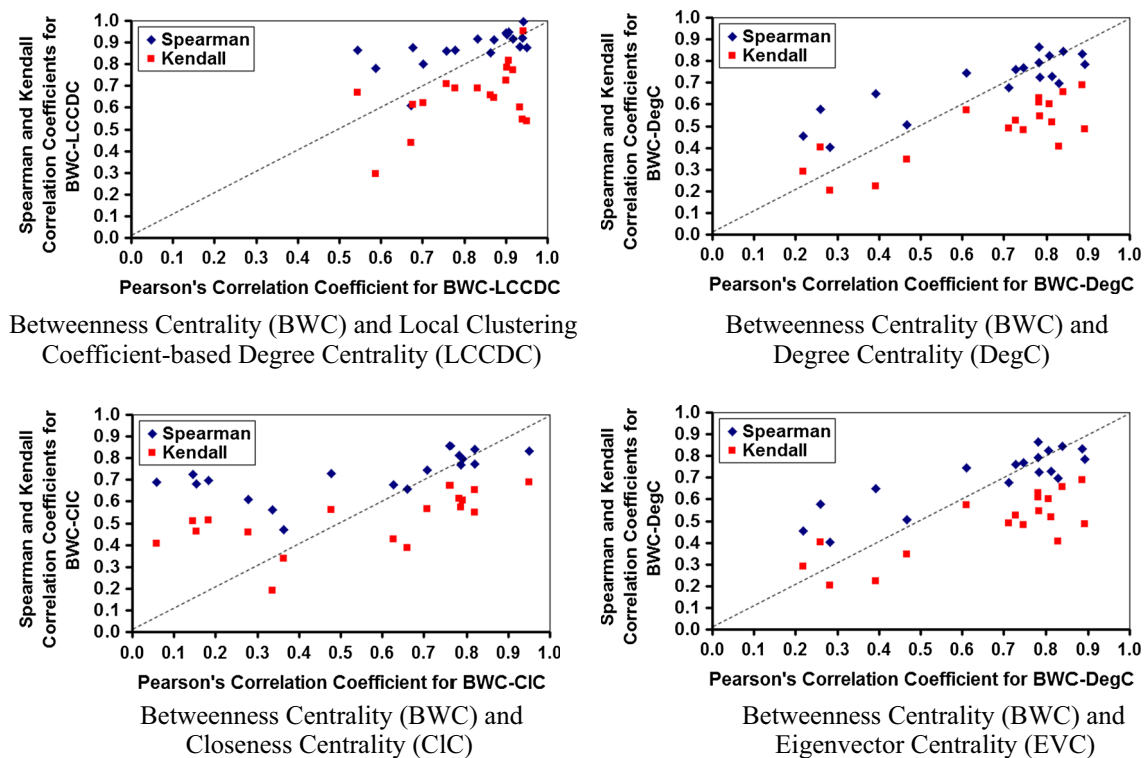 Spearman and Kendall
Correlation Coefficients for
BWC-LCCDC
1.0
0.9
0.8
0.7
0.6
0.5
0.4
0.3
0.2
0.1
0.0
Spearman
Kendall
0.0 0.1 0.2 0.3 0.4 0.5 0.6 0.7 0.8 0.9 1.0
Pearson's Correlation Coefficient for BWC-LCCDC
Betweenness Centrality (BWC) and Local Clustering
Coefficient-based Degree Centrality (LCCDC)
Spearman and Kendall
Correlation Coefficients for
BWC-DegC
1.0
0.9
0.8
0.7
0.6
0.5
0.4
0.3
0.2
0.1
0.0
Spearman
Kendall
0.0 0.1 0.2 0.3 0.4 0.5 0.6 0.7 0.8 0.9 1.0
Pearson's Correlation Coefficient for BWC-DegC
Betweenness Centrality (BWC) and
Degree Centrality (DegC)
Spearman and Kendall
Correlation Coefficients for
BWC-ClC
1.0
0.9
0.8
0.7
0.6
0.5
0.4
0.3
0.2
0.1
0.0
Spearman
Kendall
0.0 0.1 0.2 0.3 0.4 0.5 0.6 0.7 0.8 0.9 1.0
Pearson's Correlation Coefficient for BWC-ClC
Betweenness Centrality (BWC) and
Closeness Centrality (ClC)
Spearman and Kendall
Correlation Coefficients for
BWC-DegC
1.0
0.9
0.8
0.7
0.6
0.5
0.4
0.3
0.2
0.1
0.0
Spearman
Kendall
0.0 0.1 0.2 0.3 0.4 0.5 0.6 0.7 0.8 0.9 1.0
Pearson's Correlation Coefficient for BWC-DegC
Betweenness Centrality (BWC) and
Eigenvector Centrality (EVC)